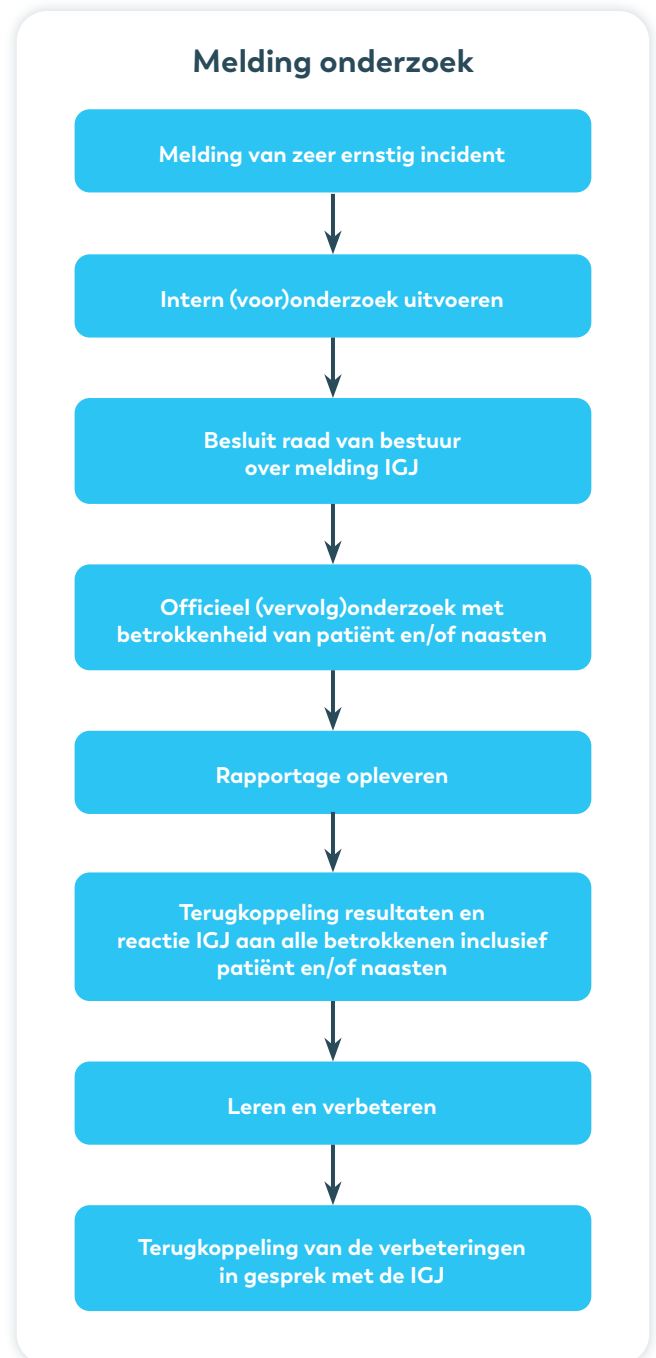 Melding onderzoek
Melding van zeer ernstig incident
Intern (voor)onderzoek uitvoeren
Besluit raad van bestuur
over melding IGJ
Officieel (vervolg)onderzoek met
betrokkenheid van patiënt en/of naasten
Rapportage opleveren
Terugkoppeling resultaten en
reactie IGJ aan alle betrokkenen inclusief
patiënt en/of naasten
Leren en verbeteren
Terugkoppeling van de verbeteringen
in gesprek met de IGJ